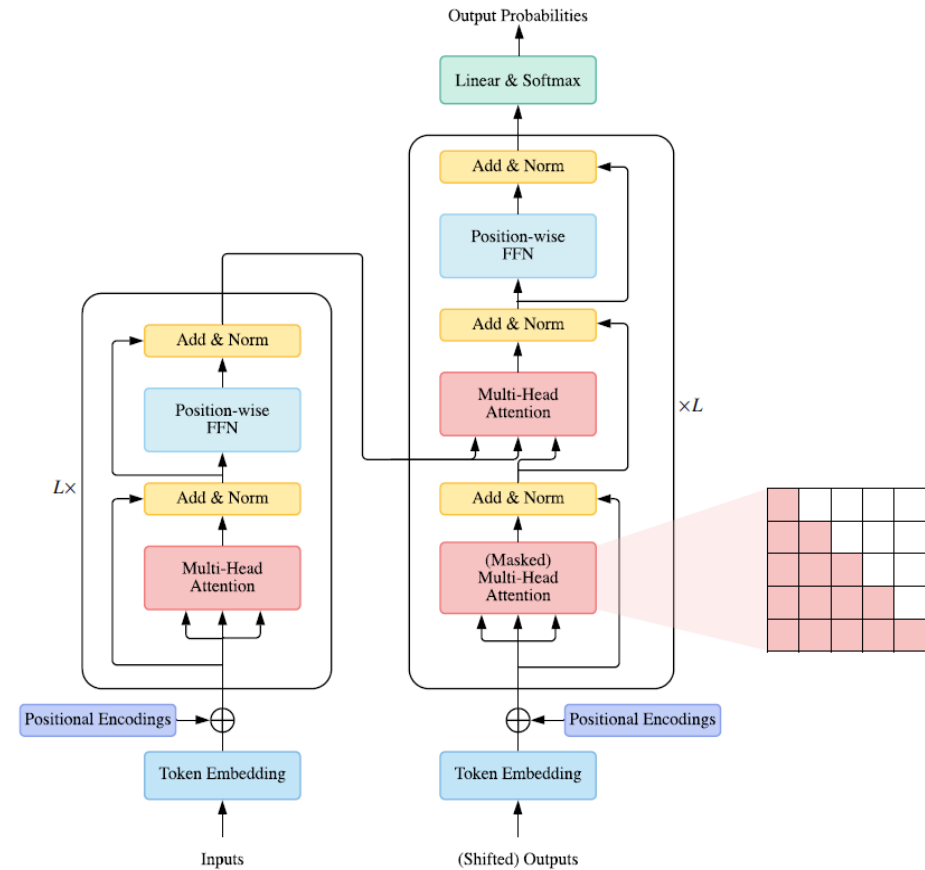 Output Probabilities
Linear & Softmax
Add & Norm
Position-wise
FFN
Add & Norm
Multi-Head
Attention
×L
Add & Norm
(Masked)
Multi-Head
Attention
Positional Encodings
Token Embedding
(Shifted) Outputs
Add & Norm
Position-wise
FFN
L×
Add & Norm
Multi-Head
Attention
Positional Encodings
Token Embedding
Inputs